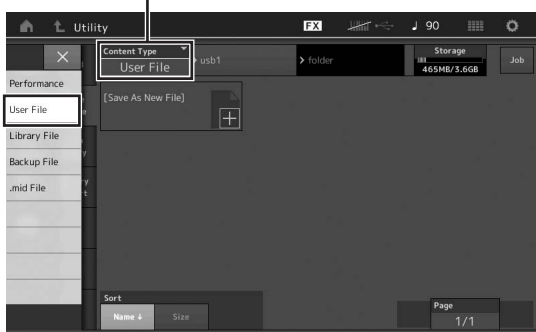 Utility
FX
♩ 90
Content Type
User File
usb1
> folder
Storage
465MB/3.6GB
Job
Performance
User File
Library File
Backup File
.mid File
[Save As New File]
Sort
Name ↓
Size
Page
1/1